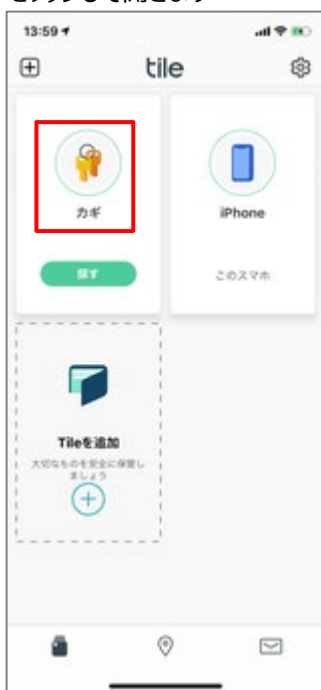 13:59
tile
カギ
iPhone
探す
このスマホ
Tileを追加
大切なものを安全に保管し
ましょう